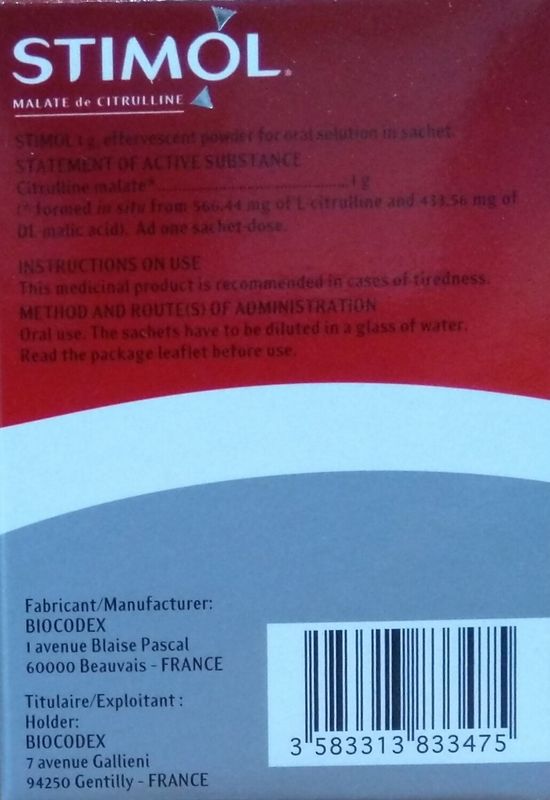 STIMOL®
MALATE de CITRULLINE
STIMOL 1 g, effervescent powder for oral solution in sachet.
STATEMENT OF ACTIVE SUBSTANCE
Citrulline malate*..........................................1 g
(* formed in situ from 566.44 mg of L-citrulline and 433.56 mg of
DL-malic acid). Ad one sachet-dose.
INSTRUCTIONS ON USE
This medicinal product is recommended in cases of tiredness.
METHOD AND ROUTE(S) OF ADMINISTRATION
Oral use. The sachets have to be diluted in a glass of water.
Read the package leaflet before use.
Fabricant/Manufacturer:
BIOCODEX
1 avenue Blaise Pascal
60000 Beauvais - FRANCE
Titulaire/Exploitant :
Holder:
BIOCODEX
7 avenue Gallieni
94250 Gentilly - FRANCE
3 583313 833475